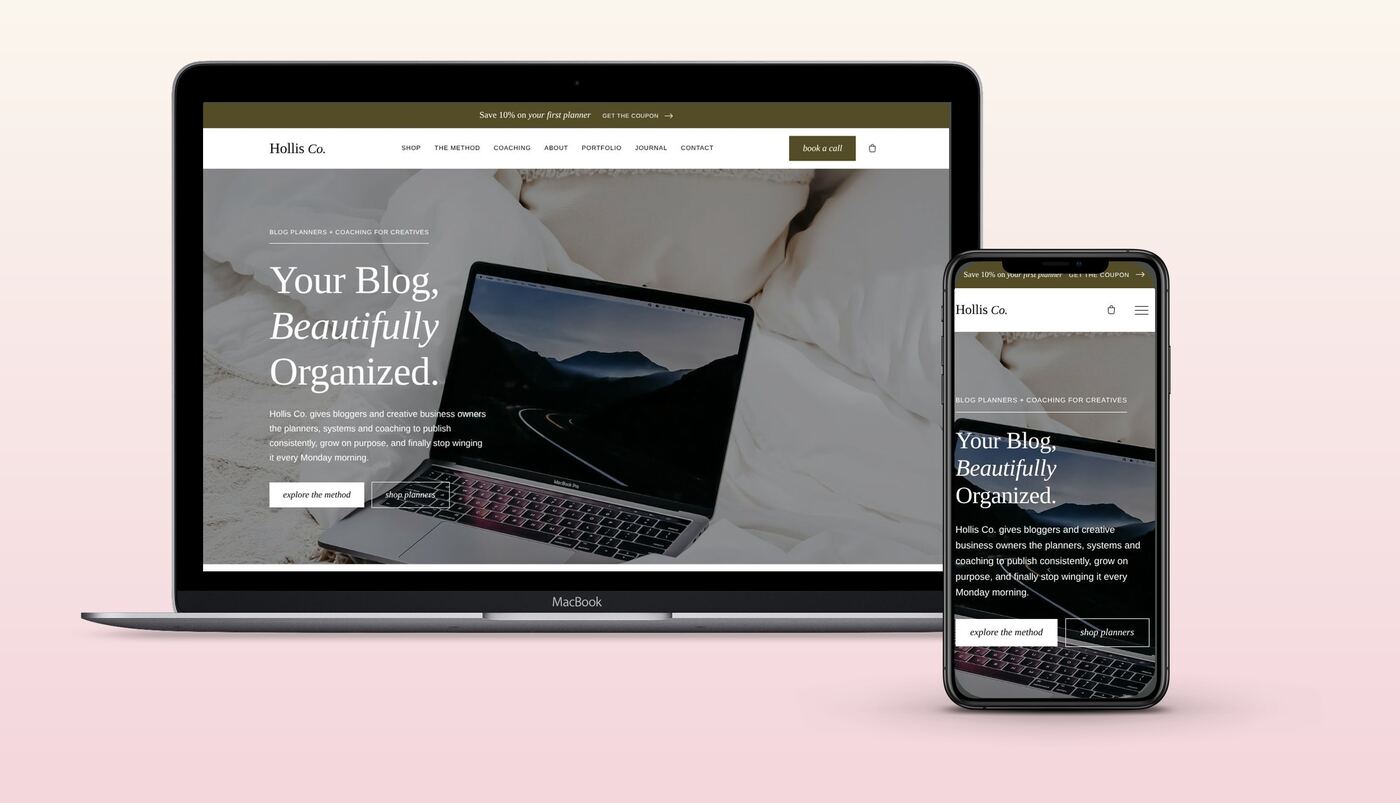 Save 10% on your first planner GET THE COUPON →
Hollis Co. SHOP THE METHOD COACHING ABOUT PORTFOLIO JOURNAL CONTACT book a call
BLOG PLANNERS + COACHING FOR CREATIVES
Your Blog,
Beautifully
Organized.
Hollis Co. gives bloggers and creative business owners
the planners, systems and coaching to publish
consistently, grow on purpose, and finally stop winging
it every Monday morning.
explore the method shop planners
MacBook Pro
MacBook
Save 10% on your first planner GET THE COUPON →
Hollis Co.
BLOG PLANNERS + COACHING FOR CREATIVES
Your Blog,
Beautifully
Organized.
Hollis Co. gives bloggers and creative
business owners the planners, systems and
coaching to publish consistently, grow on
purpose, and finally stop winging it every
Monday morning.
explore the method shop planners